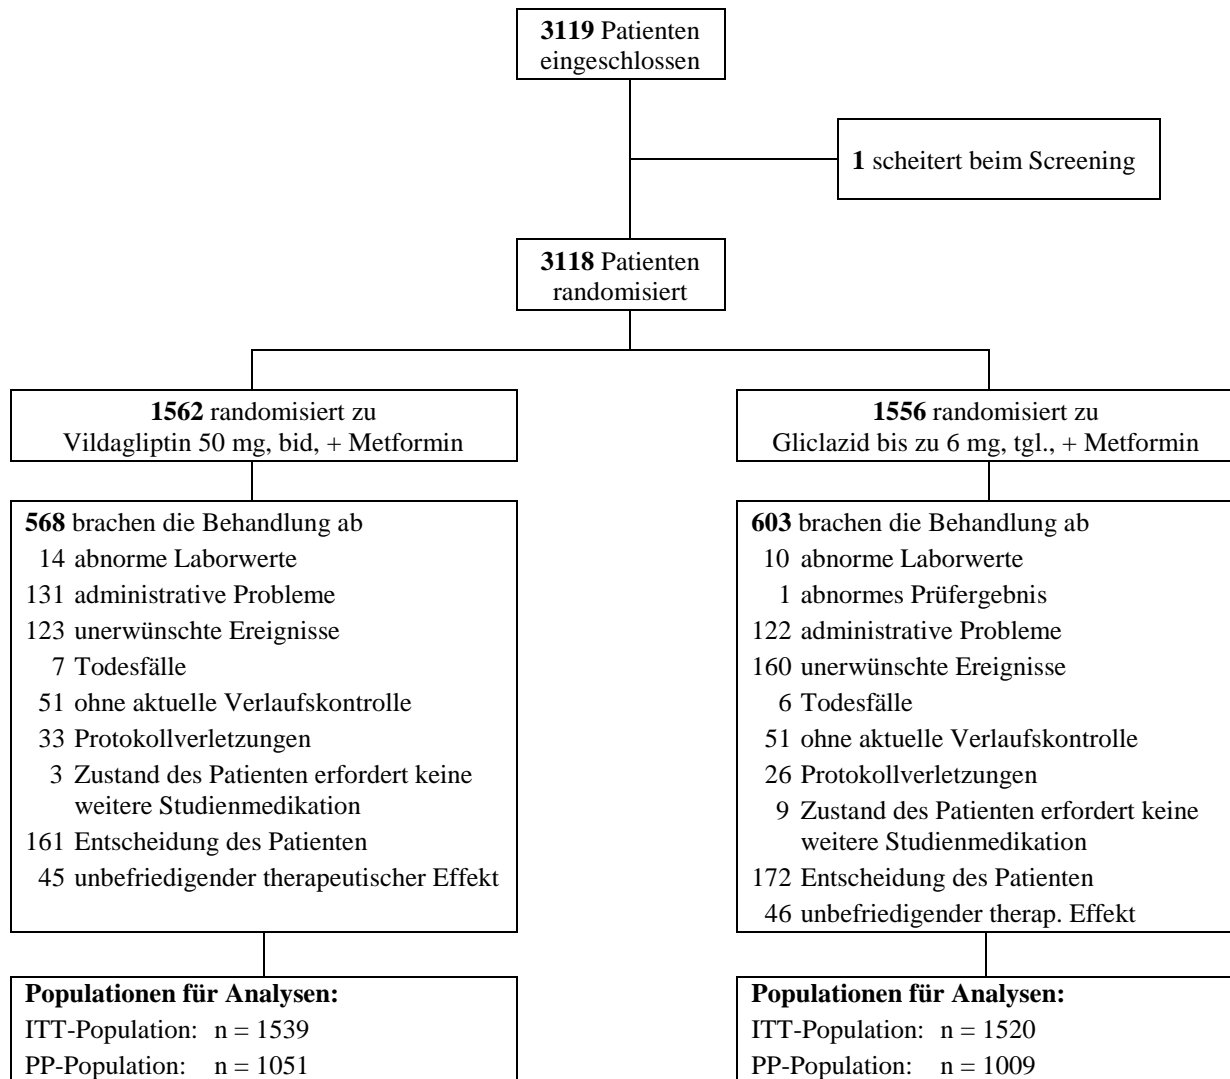 3119 Patienten
eingeschlossen
1 scheitert beim Screening
3118 Patienten
randomisiert
1562 randomisiert zu
Vildagliptin 50 mg, bid, + Metformin
1556 randomisiert zu
Gliclazid bis zu 6 mg, tgl., + Metformin
568 brachen die Behandlung ab
14 abnorme Laborwerte
131 administrative Probleme
123 unerwünschte Ereignisse
7 Todesfälle
51 ohne aktuelle Verlaufskontrolle
33 Protokollverletzungen
3 Zustand des Patienten erfordert keine
weitere Studienmedikation
161 Entscheidung des Patienten
45 unbefriedigender therapeutischer Effekt
603 brachen die Behandlung ab
10 abnorme Laborwerte
1 abnormes Prüfergebnis
122 administrative Probleme
160 unerwünschte Ereignisse
6 Todesfälle
51 ohne aktuelle Verlaufskontrolle
26 Protokollverletzungen
9 Zustand des Patienten erfordert keine
weitere Studienmedikation
172 Entscheidung des Patienten
46 unbefriedigender therap. Effekt
Populationen für Analysen:
ITT-Population: n = 1539
PP-Population: n = 1051
Populationen für Analysen:
ITT-Population: n = 1520
PP-Population: n = 1009